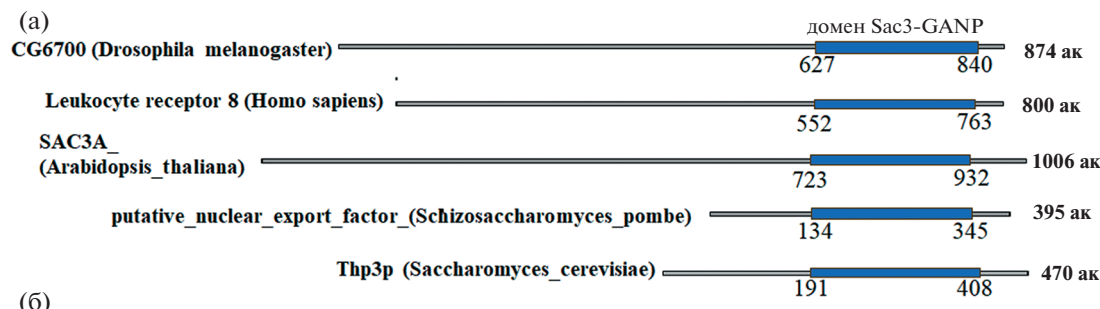 (а)
домен Sac3-GANP
CG6700 (Drosophila melanogaster)
874 ак
627 840
Leukocyte receptor 8 (Homo sapiens)
800 ак
552 763
SAC3A_
(Arabidopsis_thaliana)
1006 ак
723 932
putative_nuclear_export_factor_(Schizosaccharomyces_pombe)
395 ак
134 345
Thp3p (Saccharomyces_cerevisiae)
470 ак
191 408
(б)